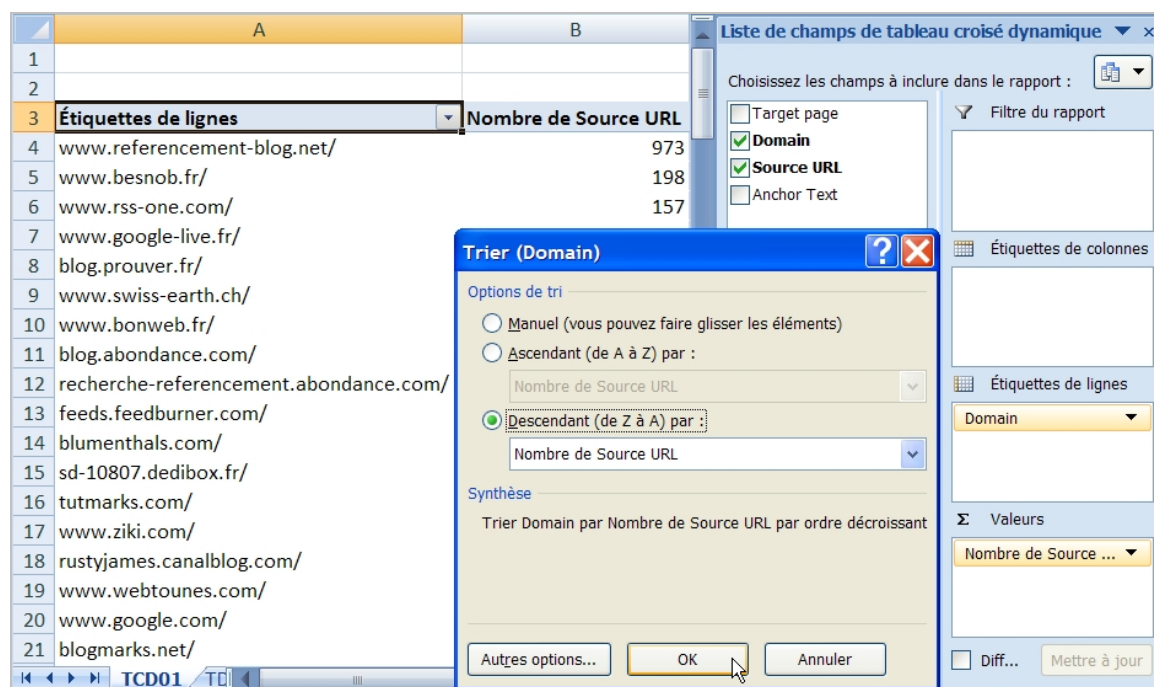 A
B
1
2
3 Étiquettes de lignes Nombre de Source URL
4 www.referencement-blog.net/ 973
5 www.besnob.fr/ 198
6 www.rss-one.com/ 157
7 www.google-live.fr/
8 blog.prouver.fr/
9 www.swiss-earth.ch/
10 www.bonweb.fr/
11 blog.abondance.com/
12 recherche-referencement.abondance.com/
13 feeds.feedburner.com/
14 blumenthals.com/
15 sd-10807.dedibox.fr/
16 tutmarks.com/
17 www.ziki.com/
18 rustyjames.canalblog.com/
19 www.webtounes.com/
20 www.google.com/
21 blogmarks.net/
TCD01
Trier (Domain)
Options de tri
Manuel (vous pouvez faire glisser les éléments)
Ascendant (de A à Z) par :
Nombre de Source URL
Descendant (de Z à A) par :
Nombre de Source URL
Synthèse
Trier Domain par Nombre de Source URL par ordre décroissant
Autres options...
OK
Annuler
Liste de champs de tableau croisé dynamique
Choisissez les champs à inclure dans le rapport :
Target page
Domain
Source URL
Anchor Text
Filtre du rapport
Étiquettes de colonnes
Étiquettes de lignes
Domain
Σ Valeurs
Nombre de Source ...
Diff...
Mettre à jour